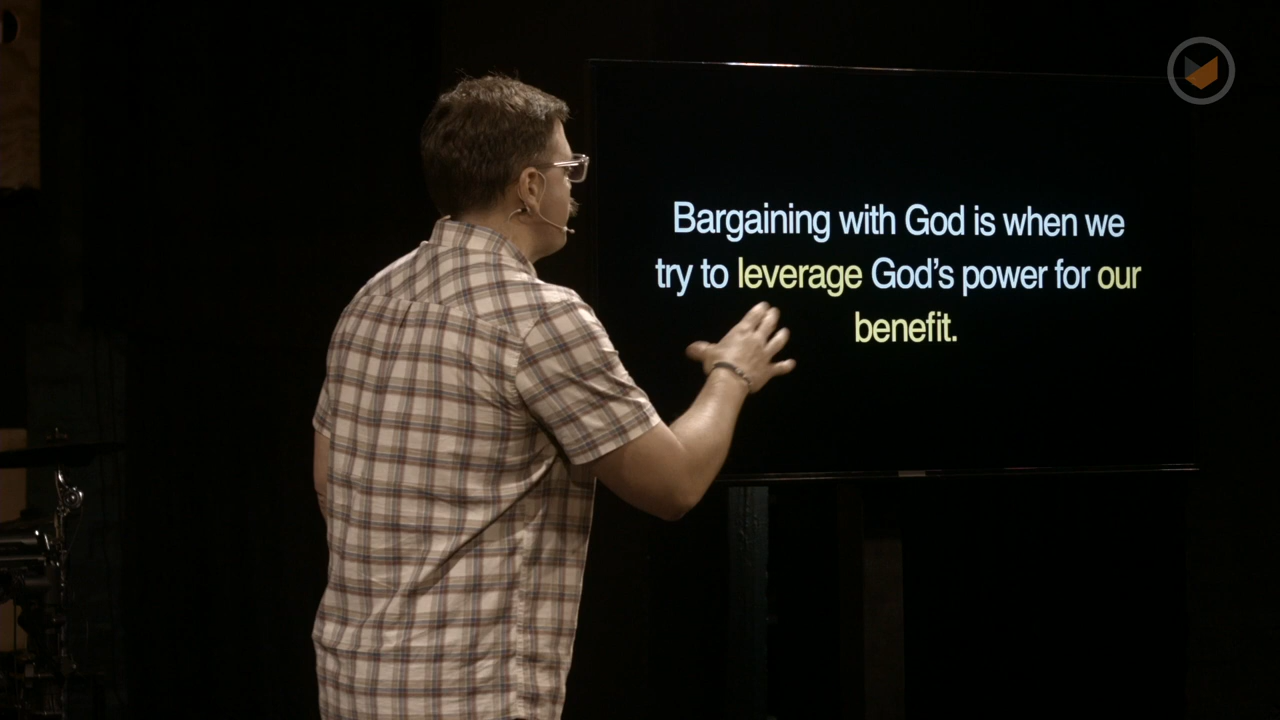 Bargaining with God is when we
try to leverage God’s power for our
benefit.